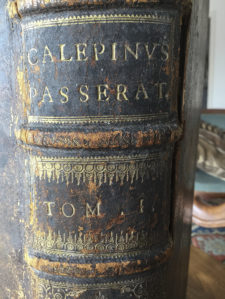 CALEPINVS
PASSERAT.
TOM I.